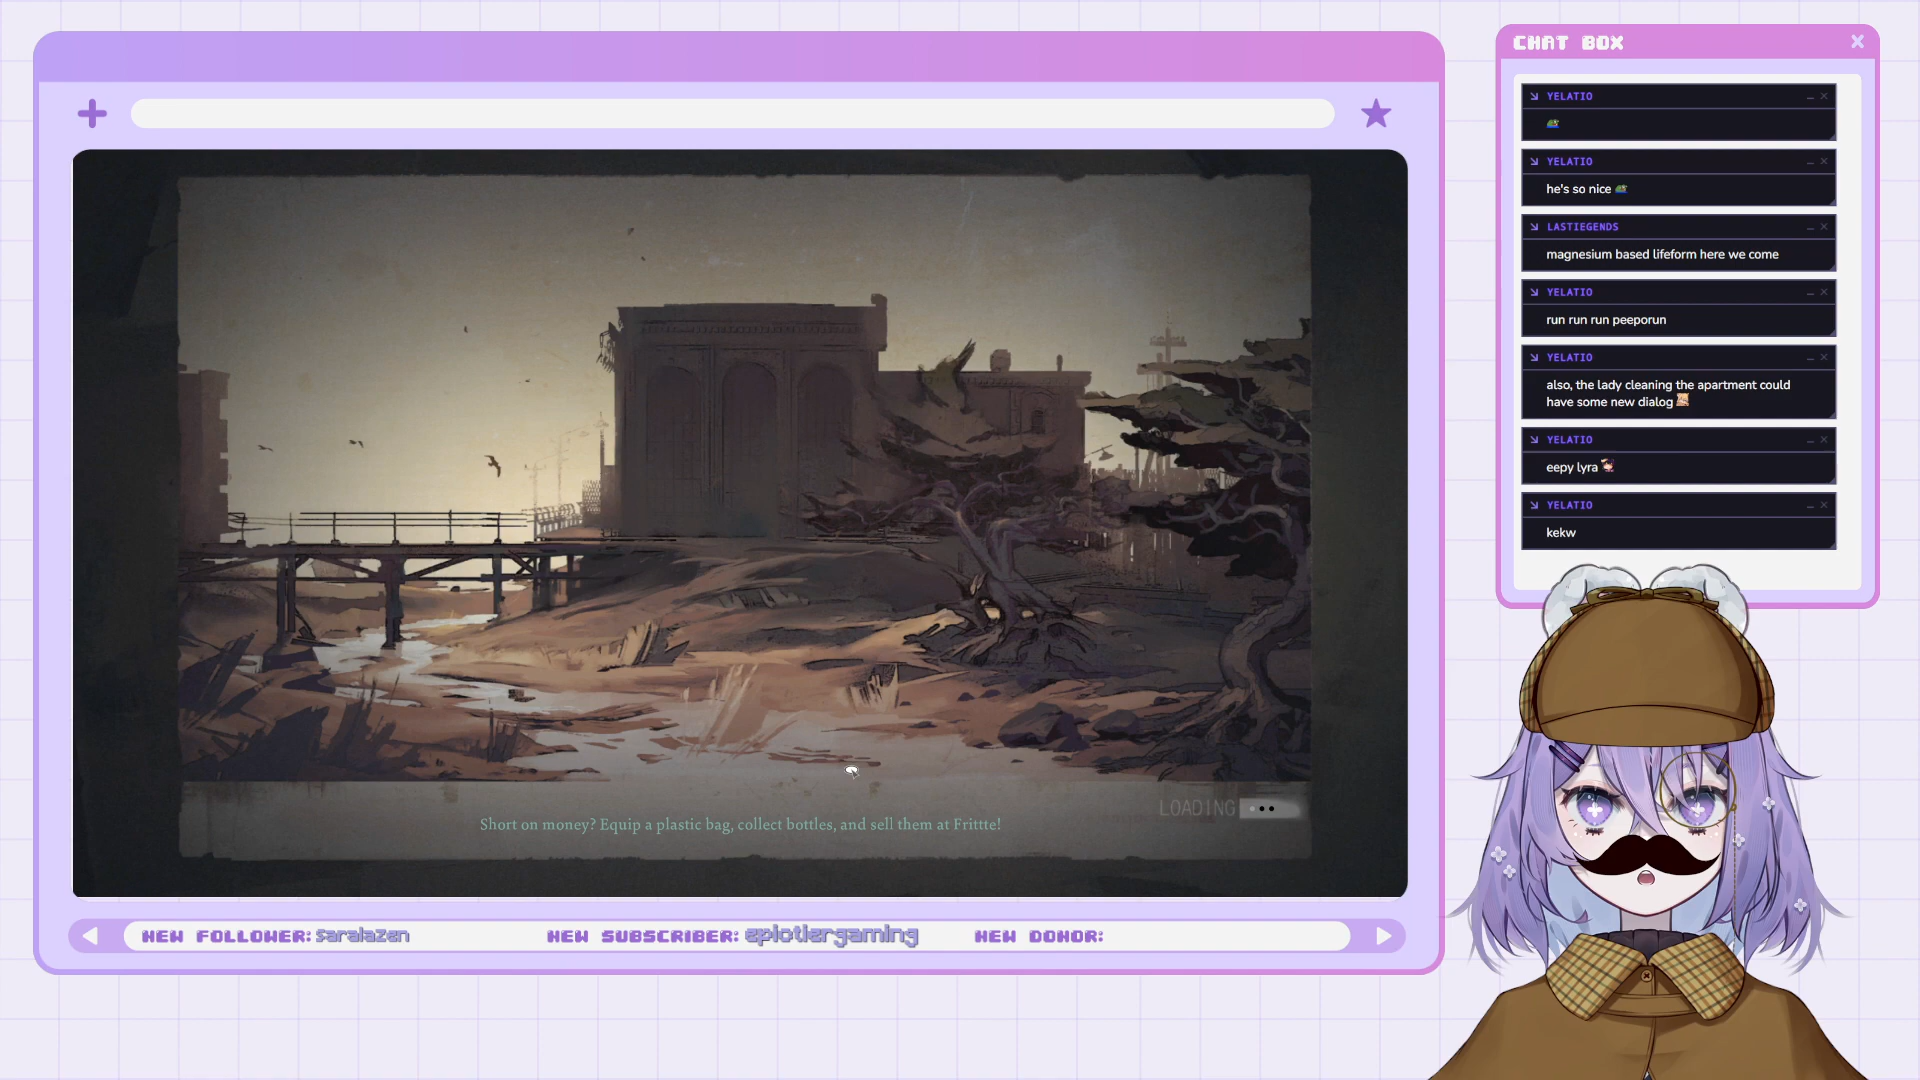 CHAT BOX
YELATIO
YELATIO
he's so nice
LASTIEGENDS
magnesium based lifeform here we come
YELATIO
run run run peeporun
YELATIO
also, the lady cleaning the apartment could
have some new dialog
YELATIO
eepy lyra
YELATIO
kekw
LOADING
Short on money? Equip a plastic bag, collect bottles, and sell them at Frittte!
NEW FOLLOWER: saralazen
NEW SUBSCRIBER: epiotiergaming
NEW DONOR: